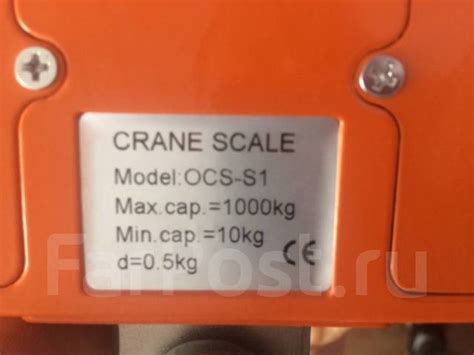 CRANE SCALE
Model:OCS-S1
Max.cap.=1000kg
Min.cap.=10kg
d=0.5kg CE
FarPost.ru